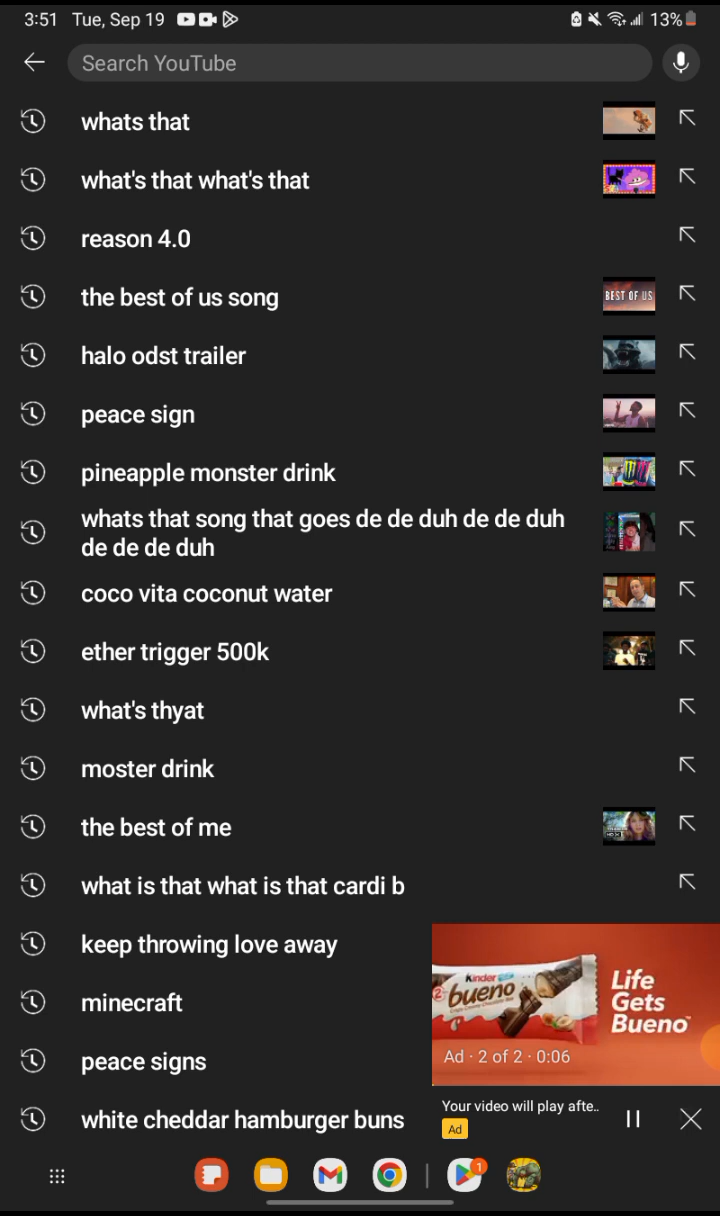 3:51 Tue, Sep 19 13%
Search YouTube
whats that
what's that what's that
reason 4.0
the best of us song
BEST OF US
halo odst trailer
peace sign
pineapple monster drink
whats that song that goes de de duh de de duh
de de de duh
coco vita coconut water
ether trigger 500k
what's thyat
moster drink
the best of me
what is that what is that cardi b
keep throwing love away
minecraft
peace signs
white cheddar hamburger buns
Kinder
bueno
2
Life
Gets
Bueno™
Ad · 2 of 2 · 0:06
Your video will play afte..
Ad
1